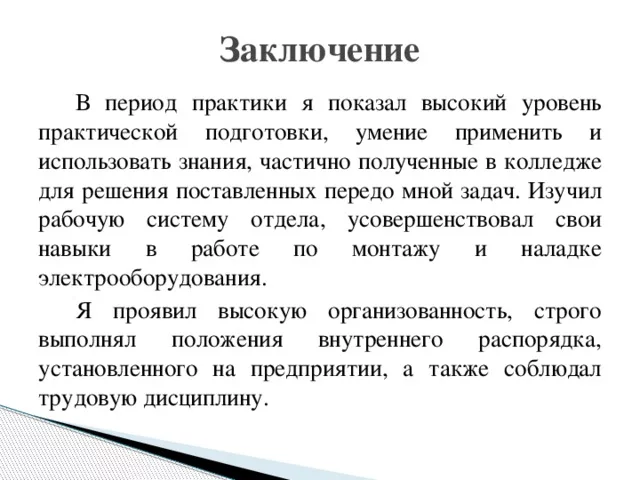 Заключение
В период практики я показал высокий уровень
практической подготовки, умение применить и
использовать знания, частично полученные в колледже
для решения поставленных передо мной задач. Изучил
рабочую систему отдела, усовершенствовал свои
навыки в работе по монтажу и наладке
электрооборудования.
Я проявил высокую организованность, строго
выполнял положения внутреннего распорядка,
установленного на предприятии, а также соблюдал
трудовую дисциплину.